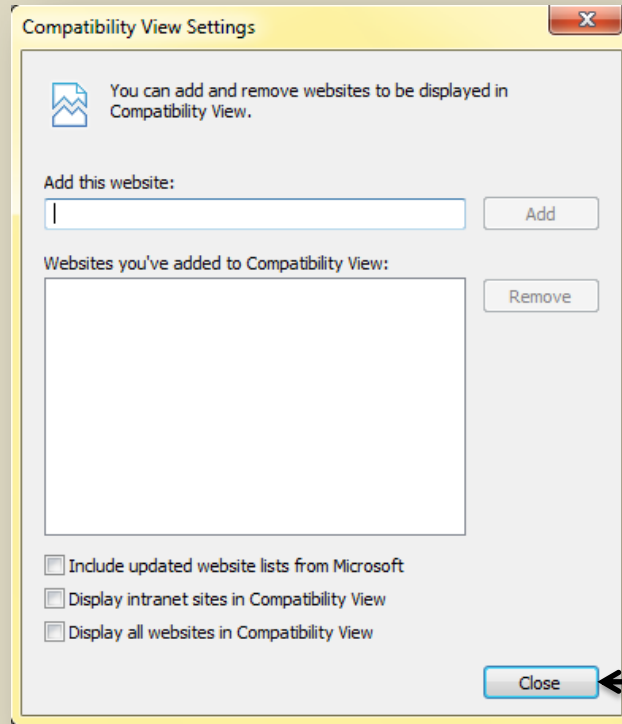 Compatibility View Settings
You can add and remove websites to be displayed in
Compatibility View.
Add this website:
Add
Websites you've added to Compatibility View:
Remove
Include updated website lists from Microsoft
Display intranet sites in Compatibility View
Display all websites in Compatibility View
Close